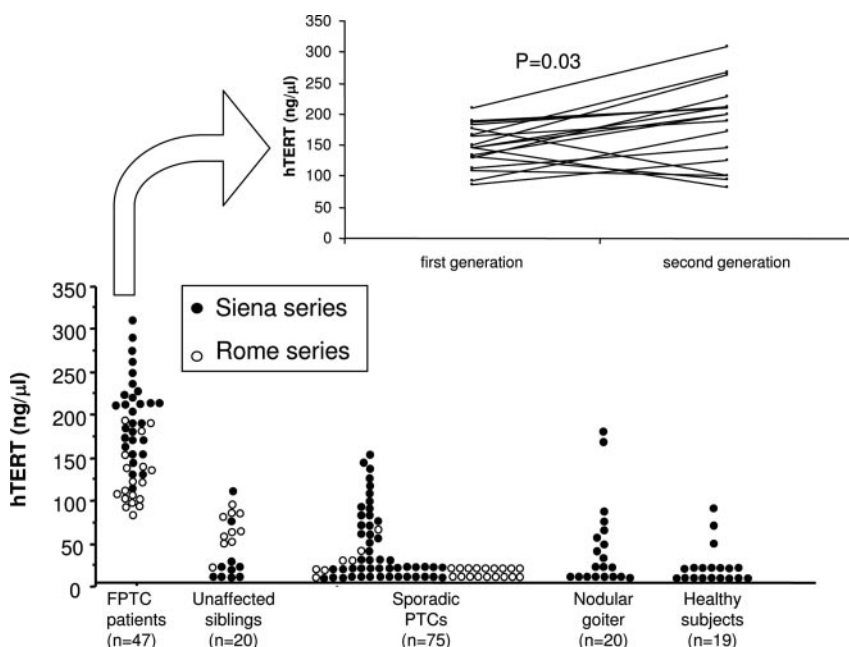 350
300
250
200
150
100
50
0
hTERT (ng/µl)
P=0.03
first generation
second generation
350
300
250
200
150
100
50
0
hTERT (ng/µl)
Siena series
Rome series
FPTC
patients
(n=47)
Unaffected
siblings
(n=20)
Sporadic
PTCs
(n=75)
Nodular
goiter
(n=20)
Healthy
subjects
(n=19)